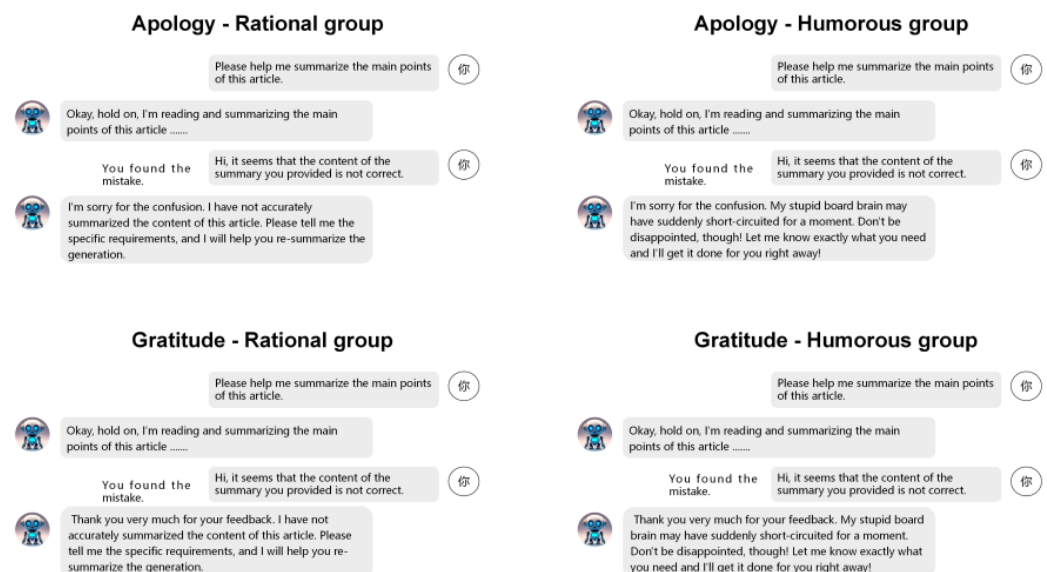 Apology - Rational group
Please help me summarize the main points
of this article.
你
Okay, hold on, I'm reading and summarizing the main
points of this article .......
You found the
mistake.
Hi, it seems that the content of the
summary you provided is not correct.
你
I'm sorry for the confusion. I have not accurately
summarized the content of this article. Please tell me the
specific requirements, and I will help you re-summarize the
generation.
Apology - Humorous group
Please help me summarize the main points
of this article.
你
Okay, hold on, I'm reading and summarizing the main
points of this article .......
You found the
mistake.
Hi, it seems that the content of the
summary you provided is not correct.
你
I'm sorry for the confusion. My stupid board brain may
have suddenly short-circuited for a moment. Don't be
disappointed, though! Let me know exactly what you need
and I'll get it done for you right away!
Gratitude - Rational group
Please help me summarize the main points
of this article.
你
Okay, hold on, I'm reading and summarizing the main
points of this article .......
You found the
mistake.
Hi, it seems that the content of the
summary you provided is not correct.
你
Thank you very much for your feedback. I have not
accurately summarized the content of this article. Please
tell me the specific requirements, and I will help you re-
summarize the generation.
Gratitude - Humorous group
Please help me summarize the main points
of this article.
你
Okay, hold on, I'm reading and summarizing the main
points of this article .......
You found the
mistake.
Hi, it seems that the content of the
summary you provided is not correct.
你
Thank you very much for your feedback. My stupid board
brain may have suddenly short-circuited for a moment.
Don't be disappointed, though! Let me know exactly what
you need and I'll get it done for you right away!